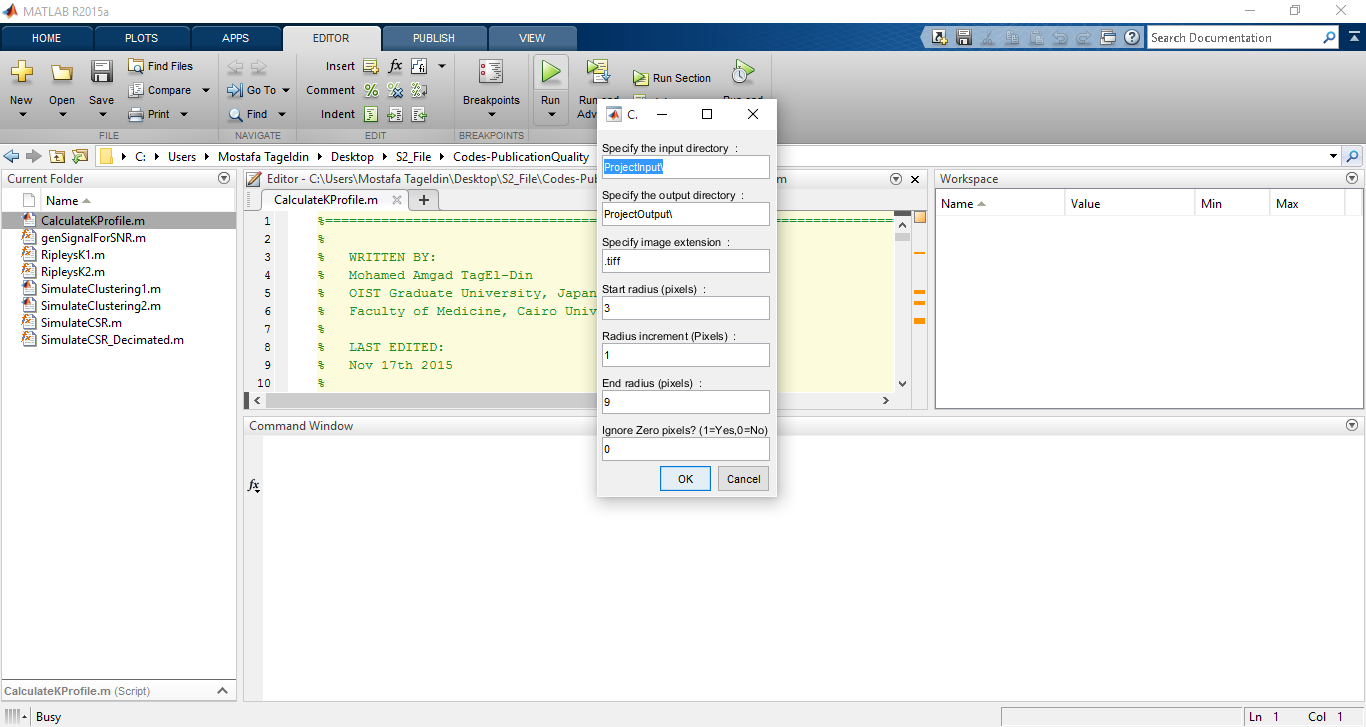 MATLAB R2015a
HOME PLOTS APPS EDITOR PUBLISH VIEW
Search Documentation
New Open Save
Find Files
Compare
Print
FILE
Go To
Find
NAVIGATE
Insert fx
Comment
Indent
EDIT
Breakpoints
BREAKPOINTS
Run
Run Section
C: Users Mostafa Tageldin Desktop S2_File Codes-PublicationQuality
Current Folder
Name
CalculateKProfile.m
genSignalForSNR.m
RipleysK1.m
RipleysK2.m
SimulateClustering1.m
SimulateClustering2.m
SimulateCSR.m
SimulateCSR_Decimated.m
CalculateKProfile.m (Script)
Editor - C:\Users\Mostafa Tageldin\Desktop\S2_File\Codes-Pu
CalculateKProfile.m
1 %
2 %
3 % WRITTEN BY:
4 % Mohamed Amgad TagEl-Din
5 % OIST Graduate University, Japan
6 % Faculty of Medicine, Cairo Univ
7 %
8 % LAST EDITED:
9 % Nov 17th 2015
10 %
C.
Specify the input directory :
ProjectInput\
Specify the output directory :
ProjectOutput\
Specify image extension :
.tiff
Start radius (pixels) :
3
Radius increment (Pixels) :
1
End radius (pixels) :
9
Ignore Zero pixels? (1=Yes,0=No)
0
OK Cancel
Workspace
Name Value Min Max
Command Window
fx
Busy
Ln 1 Col 1